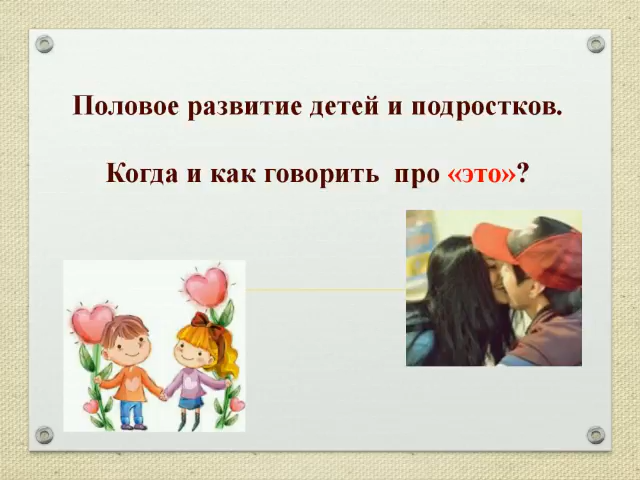 Половое развитие детей и подростков.
Когда и как говорить про «это»?